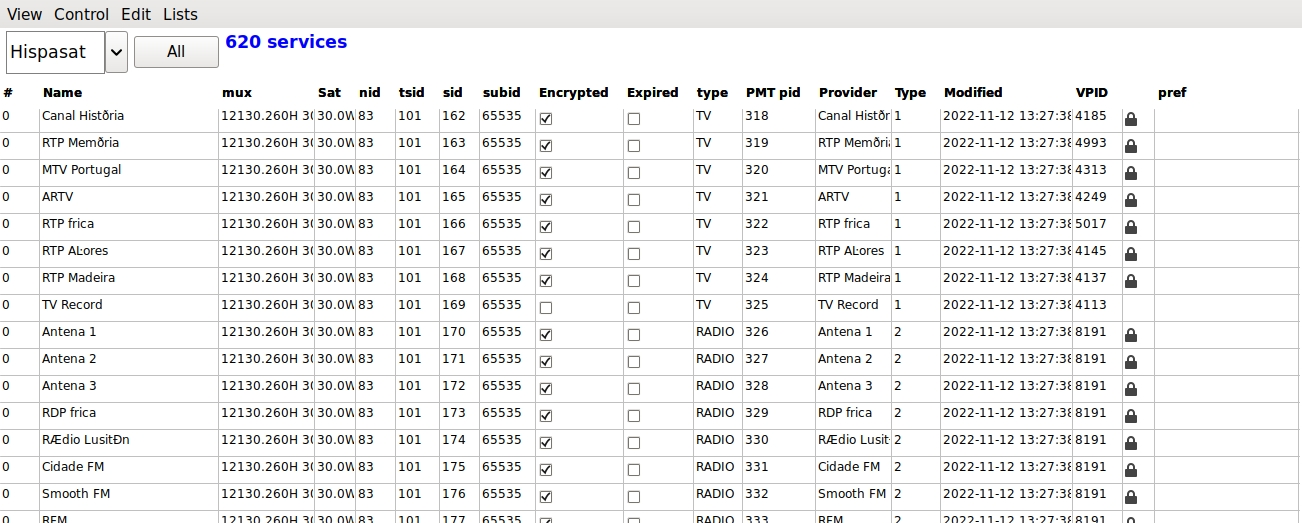 View Control Edit Lists
Hispasat All 620 services
# Name mux Sat nid tsid sid subid Encrypted Expired type PMT pid Provider Type Modified VPID pref
0 Canal Histðria 12130.260H 30 30.0W 83 101 162 65535 TV 318 Canal Histðr 1 2022-11-12 13:27:38 4185
0 RTP Memðria 12130.260H 30 30.0W 83 101 163 65535 TV 319 RTP Memðria 1 2022-11-12 13:27:38 4993
0 MTV Portugal 12130.260H 30 30.0W 83 101 164 65535 TV 320 MTV Portuga 1 2022-11-12 13:27:38 4313
0 ARTV 12130.260H 30 30.0W 83 101 165 65535 TV 321 ARTV 1 2022-11-12 13:27:38 4249
0 RTP frica 12130.260H 30 30.0W 83 101 166 65535 TV 322 RTP frica 1 2022-11-12 13:27:38 5017
0 RTP AŁores 12130.260H 30 30.0W 83 101 167 65535 TV 323 RTP AŁores 1 2022-11-12 13:27:38 4145
0 RTP Madeira 12130.260H 30 30.0W 83 101 168 65535 TV 324 RTP Madeira 1 2022-11-12 13:27:38 4137
0 TV Record 12130.260H 30 30.0W 83 101 169 65535 TV 325 TV Record 1 2022-11-12 13:27:38 4113
0 Antena 1 12130.260H 30 30.0W 83 101 170 65535 RADIO 326 Antena 1 2 2022-11-12 13:27:38 8191
0 Antena 2 12130.260H 30 30.0W 83 101 171 65535 RADIO 327 Antena 2 2 2022-11-12 13:27:38 8191
0 Antena 3 12130.260H 30 30.0W 83 101 172 65535 RADIO 328 Antena 3 2 2022-11-12 13:27:38 8191
0 RDP frica 12130.260H 30 30.0W 83 101 173 65535 RADIO 329 RDP frica 2 2022-11-12 13:27:38 8191
0 RÆdio LusitÐn 12130.260H 30 30.0W 83 101 174 65535 RADIO 330 RÆdio Lusit 2 2022-11-12 13:27:38 8191
0 Cidade FM 12130.260H 30 30.0W 83 101 175 65535 RADIO 331 Cidade FM 2 2022-11-12 13:27:38 8191
0 Smooth FM 12130.260H 30 30.0W 83 101 176 65535 RADIO 332 Smooth FM 2 2022-11-12 13:27:38 8191
0 RFM 12130.260H 30 30.0W 83 101 177 65535 RADIO 333 RFM 2 2022-11-12 13:27:38 8191